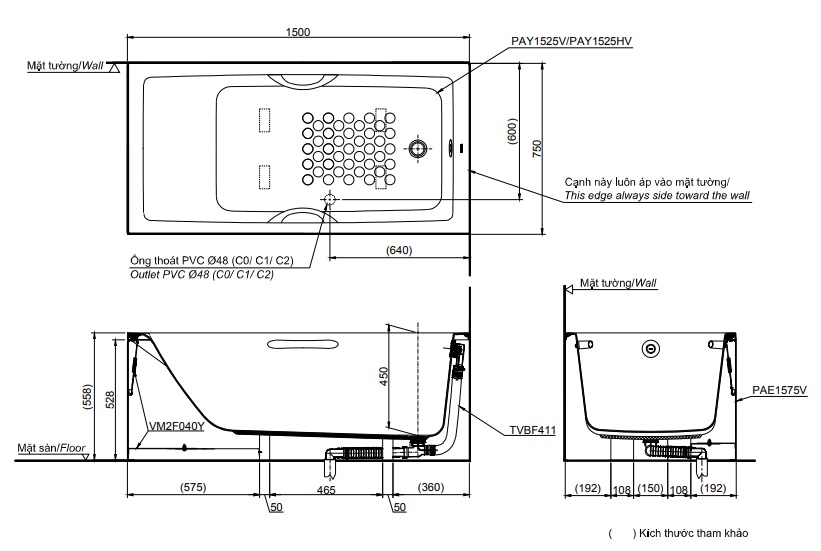 1500
PAY1525V/PAY1525HV
Mặt tường/Wall
(600)
750
Cạnh này luôn áp vào mặt tường/
This edge always side toward the wall
(640)
Ống thoát PVC Ø48 (C0/ C1/ C2)
Outlet PVC Ø48 (C0/ C1/ C2)
Mặt tường/Wall
(558)
528
450
VM2F040Y
TVBF411
PAE1575V
Mặt sàn/Floor
(575)
465
(360)
50
50
(192)
108
(150)
108
(192)
( ) Kích thước tham khảo